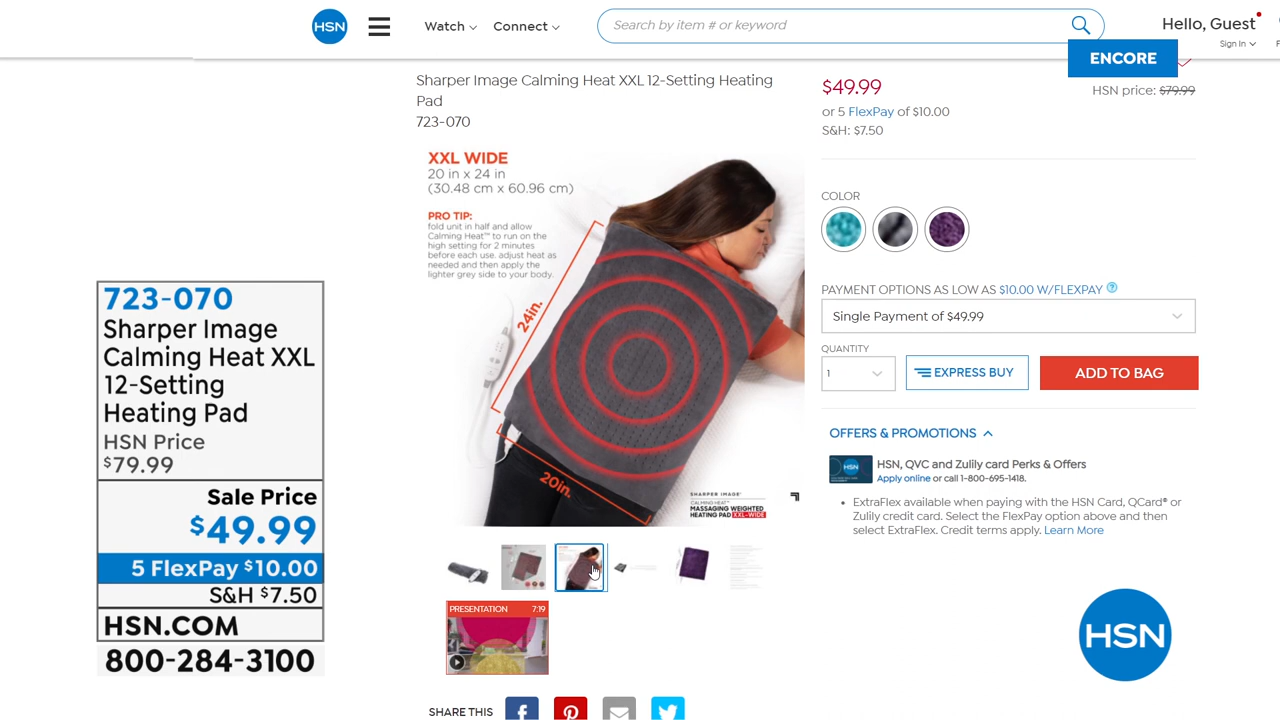 HSN
Watch
Connect
Search by item # or keyword
Hello, Guest
Sign In
ENCORE
Sharper Image Calming Heat XXL 12-Setting Heating
Pad
723-070
$49.99
HSN price: $79.99
or 5 FlexPay of $10.00
S&H: $7.50
XXL WIDE
20 in x 24 in
(30.48 cm x 60.96 cm)
PRO TIP:
fold unit in half and allow
Calming Heat™ to run on the
high setting for 2 minutes
before each use. adjust heat as
needed and then apply the
lighter grey side to your body.
24in.
20in.
SHARPER IMAGE®
CALMING HEAT™
MASSAGING WEIGHTED
HEATING PAD XXL-WIDE
COLOR
PAYMENT OPTIONS AS LOW AS $10.00 W/FLEXPAY ?
Single Payment of $49.99
QUANTITY
1
EXPRESS BUY
ADD TO BAG
OFFERS & PROMOTIONS
HSN
HSN, QVC and Zulily card Perks & Offers
Apply online or call 1-800-695-1418.
• ExtraFlex available when paying with the HSN Card, QCard® or
Zulily credit card. Select the FlexPay option above and then
select ExtraFlex. Credit terms apply. Learn More
723-070
Sharper Image
Calming Heat XXL
12-Setting
Heating Pad
HSN Price
$79.99
Sale Price
$49.99
5 FlexPay $10.00
S&H $7.50
HSN.COM
800-284-3100
PRESENTATION 7:19
SHARE THIS
HSN